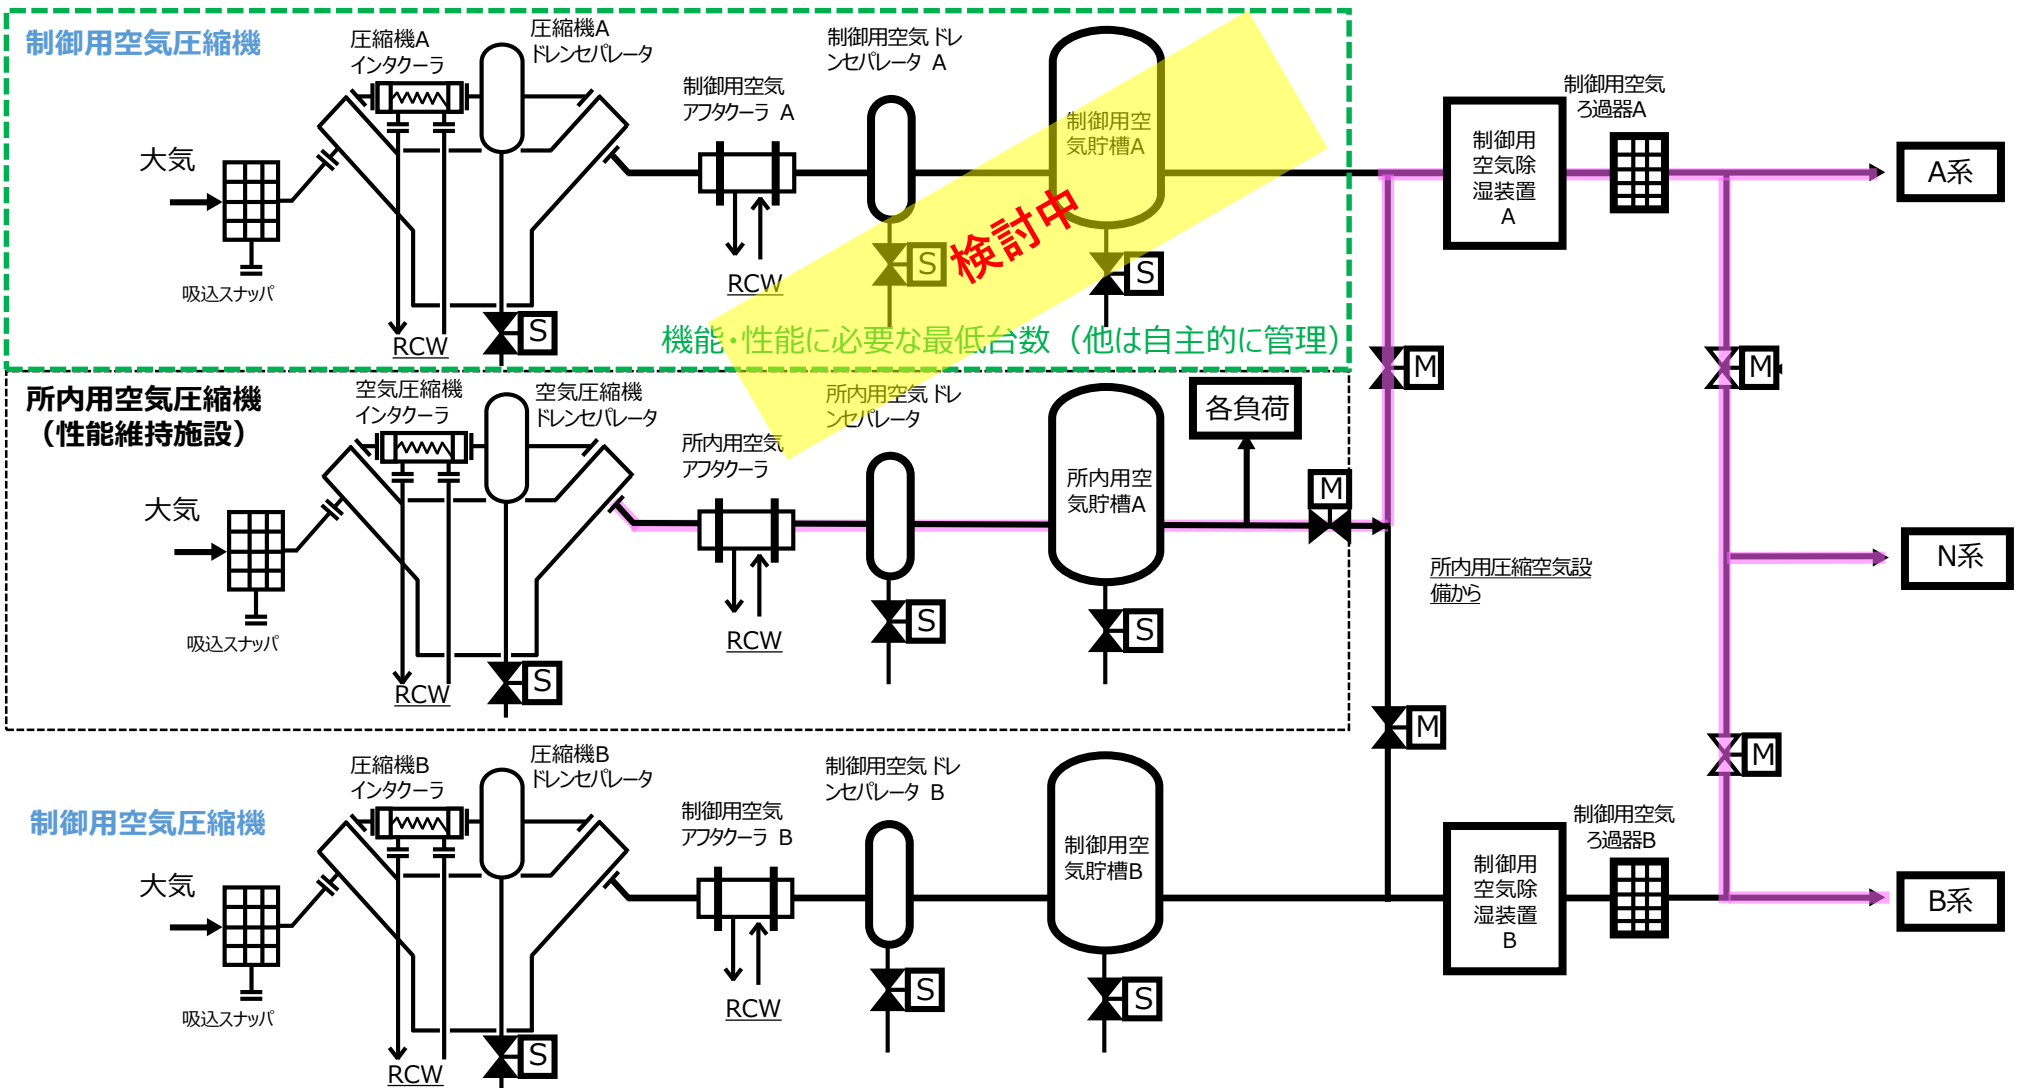 制御用空気圧縮機
圧縮機A
インタクーラ
圧縮機A
ドレンセパレータ
制御用空気
アフタクーラ A
制御用空気 ドレ
ンセパレータ A
制御用空
気貯槽A
制御用
空気除
湿装置
A
制御用空気
ろ過器A
A系
大気
吸込スナッパ
RCW
S
RCW
S
S
検討中
機能・性能に必要な最低台数（他は自主的に管理）
M
M
所内用空気圧縮機
（性能維持施設）
空気圧縮機
インタクーラ
空気圧縮機
ドレンセパレータ
所内用空気
アフタクーラ
所内用空気 ドレ
ンセパレータ
所内用空
気貯槽A
各負荷
M
大気
吸込スナッパ
RCW
S
RCW
S
S
所内用圧縮空気設
備から
N系
M
M
制御用空気圧縮機
圧縮機B
インタクーラ
圧縮機B
ドレンセパレータ
制御用空気
アフタクーラ B
制御用空気 ドレ
ンセパレータ B
制御用空
気貯槽B
制御用
空気除
湿装置
B
制御用空気
ろ過器B
B系
大気
吸込スナッパ
RCW
S
RCW
S
S